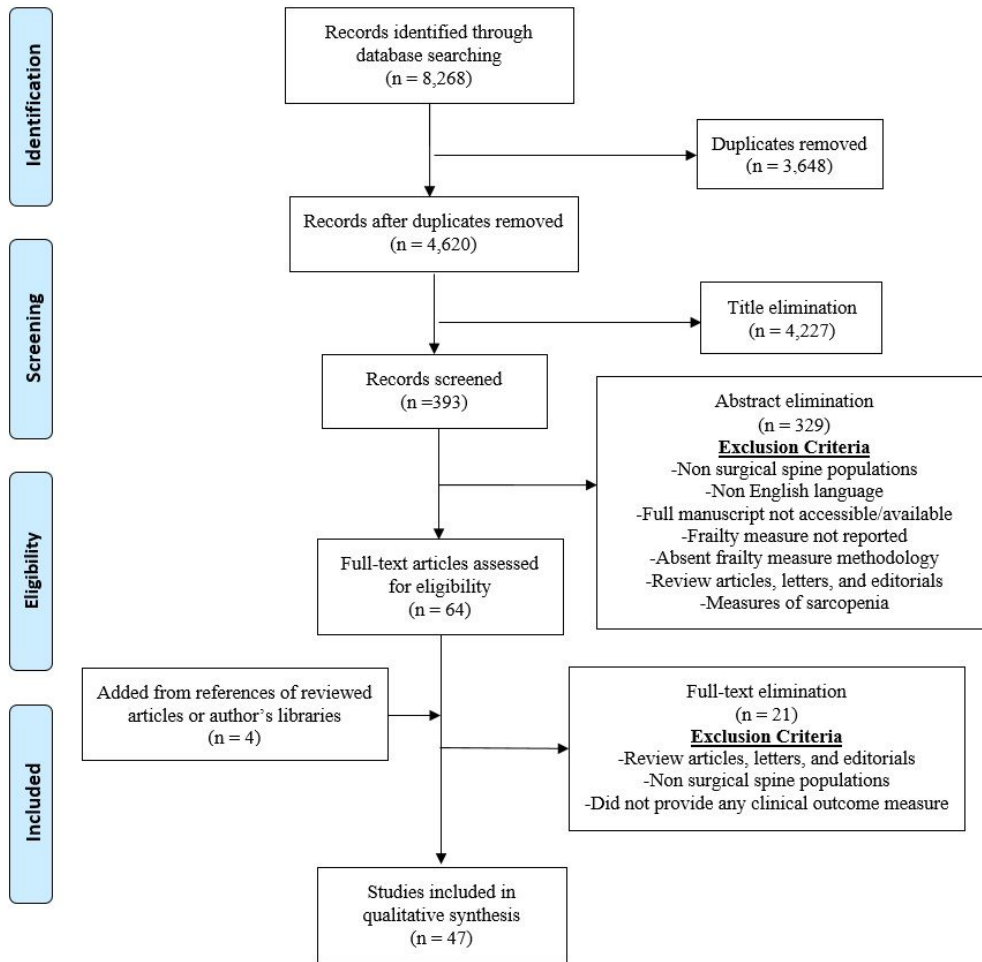 Identification
Records identified through
database searching
(n = 8,268)
Duplicates removed
(n = 3,648)
Records after duplicates removed
(n = 4,620)
Screening
Title elimination
(n = 4,227)
Records screened
(n =393)
Abstract elimination
(n = 329)
Exclusion Criteria
-Non surgical spine populations
-Non English language
-Full manuscript not accessible/available
-Frailty measure not reported
-Absent frailty measure methodology
-Review articles, letters, and editorials
-Measures of sarcopenia
Eligibility
Full-text articles assessed
for eligibility
(n = 64)
Added from references of reviewed
articles or author’s libraries
(n = 4)
Full-text elimination
(n = 21)
Exclusion Criteria
-Review articles, letters, and editorials
-Non surgical spine populations
-Did not provide any clinical outcome measure
Included
Studies included in
qualitative synthesis
(n = 47)